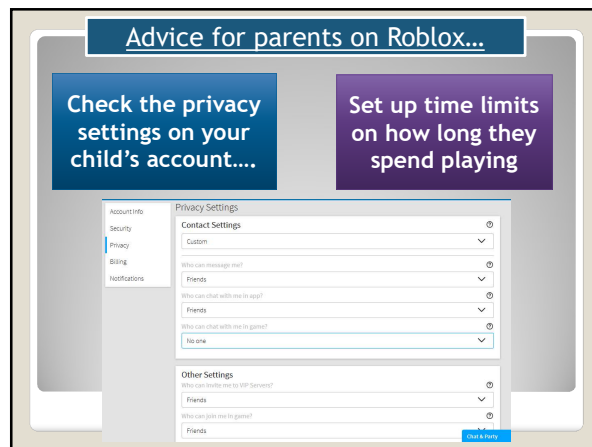 Advice for parents on Roblox…
Check the privacy
settings on your
child's account….
Set up time limits
on how long they
spend playing
Account Info
Security
Privacy
Billing
Notifications
Privacy Settings
Contact Settings
Custom
Who can message me?
Friends
Who can chat with me in app?
Friends
Who can chat with me in game?
No one
Other Settings
Who can invite me to VIP Servers?
Friends
Who can join me in game?
Friends
Chat & Party